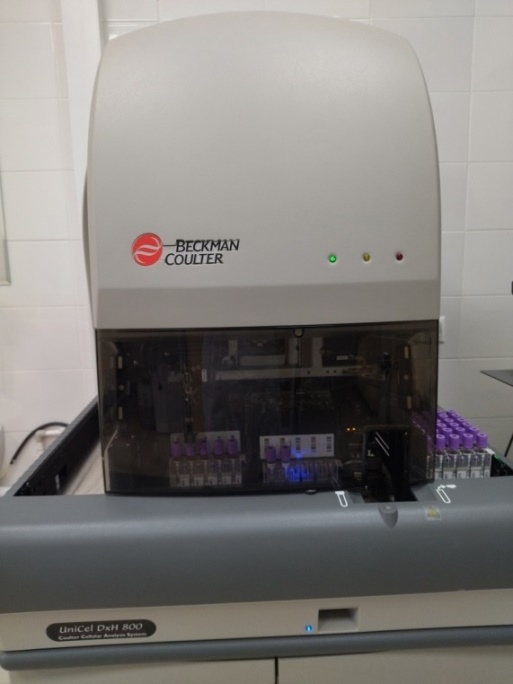 BECKMAN
COULTER
UniCel DxH 800
Coulter Cellular Analysis System